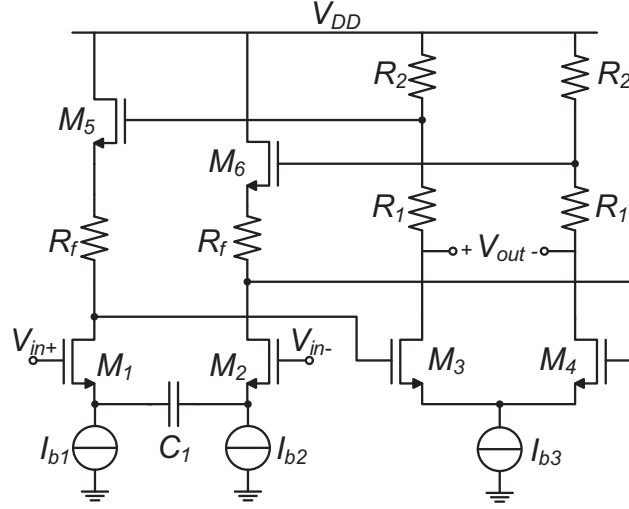 V_DD
R_2 R_2
M_5
M_6
R_1 R_1
R_f R_f
+ V_out -
V_in+ V_in-
M_1 M_2 M_3 M_4
I_b1 C_1 I_b2 I_b3